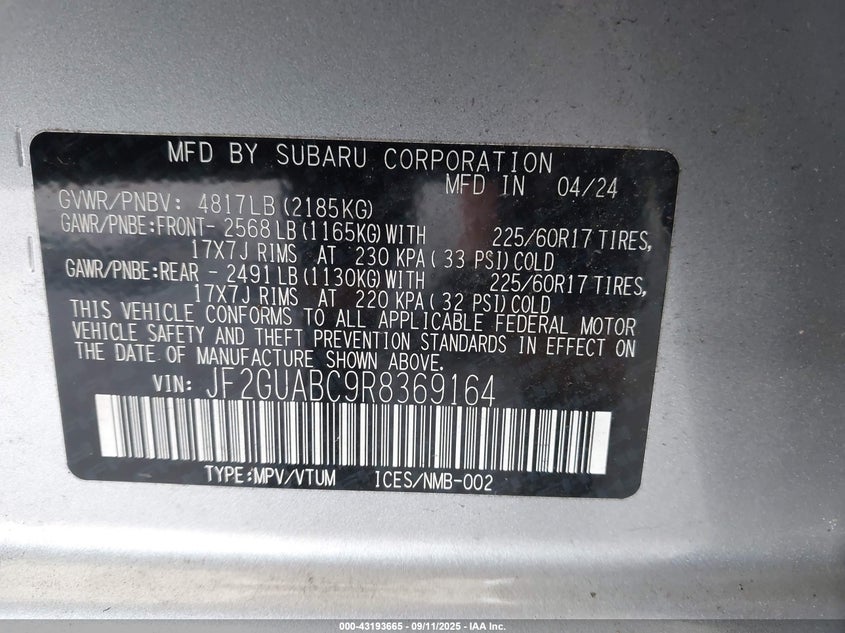 MFD BY SUBARU CORPORATION
MFD IN 04/24
GVWR/PNBV: 4817LB (2185KG)
GAWR/PNBE:FRONT- 2568 LB (1165KG) WITH 225/60R17 TIRES,
17X7J RIMS AT 230 KPA ( 33 PSI) COLD
GAWR/PNBE:REAR - 2491 LB (1130KG) WITH 225/60R17 TIRES,
17X7J RIMS AT 220 KPA ( 32 PSI) COLD
THIS VEHICLE CONFORMS TO ALL APPLICABLE FEDERAL MOTOR
VEHICLE SAFETY AND THEFT PREVENTION STANDARDS IN EFFECT ON
THE DATE OF MANUFACTURE SHOWN ABOVE.
VIN: JF2GUABC9R8369164
TYPE:MPV/VTUM ICES/NMB-002
000-43193665 - 09/11/2025 - IAA Inc.